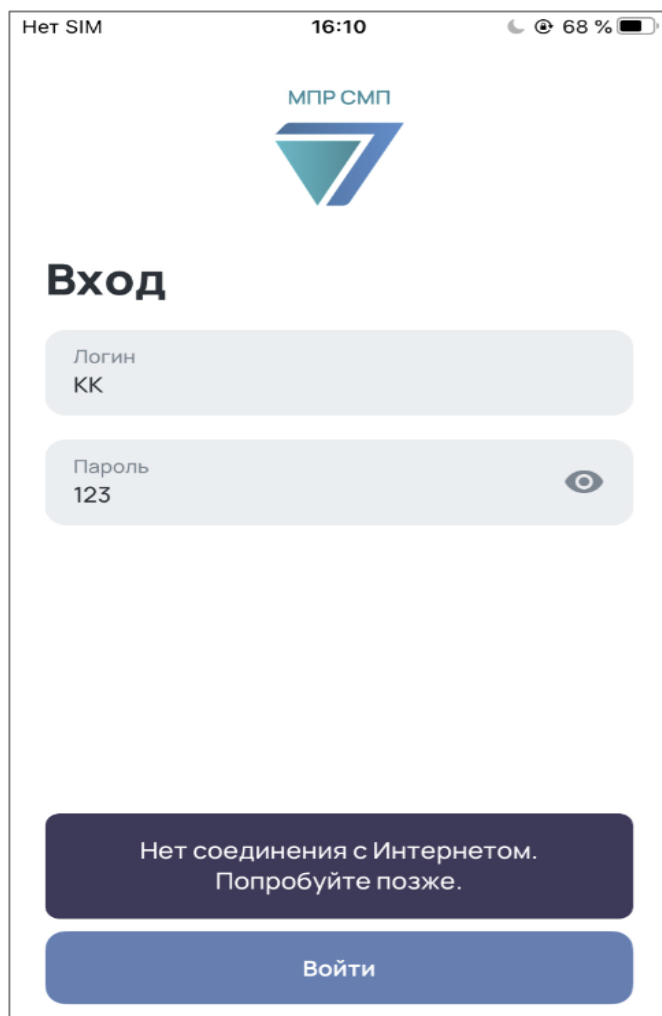 Нет SIM 16:10 68 %
МПР СМП
Вход
Логин
КК
Пароль
123
Нет соединения с Интернетом.
Попробуйте позже.
Войти